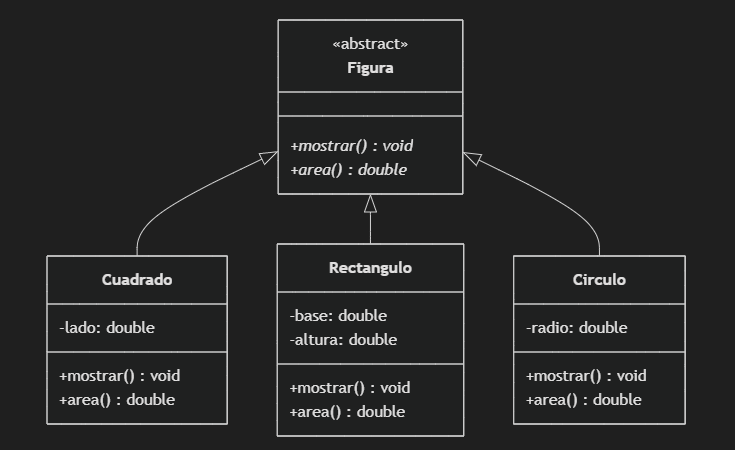 «abstract»
Figura
+mostrar() : void
+area() : double
Cuadrado
-lado: double
+mostrar() : void
+area() : double
Rectangulo
-base: double
-altura: double
+mostrar() : void
+area() : double
Circulo
-radio: double
+mostrar() : void
+area() : double